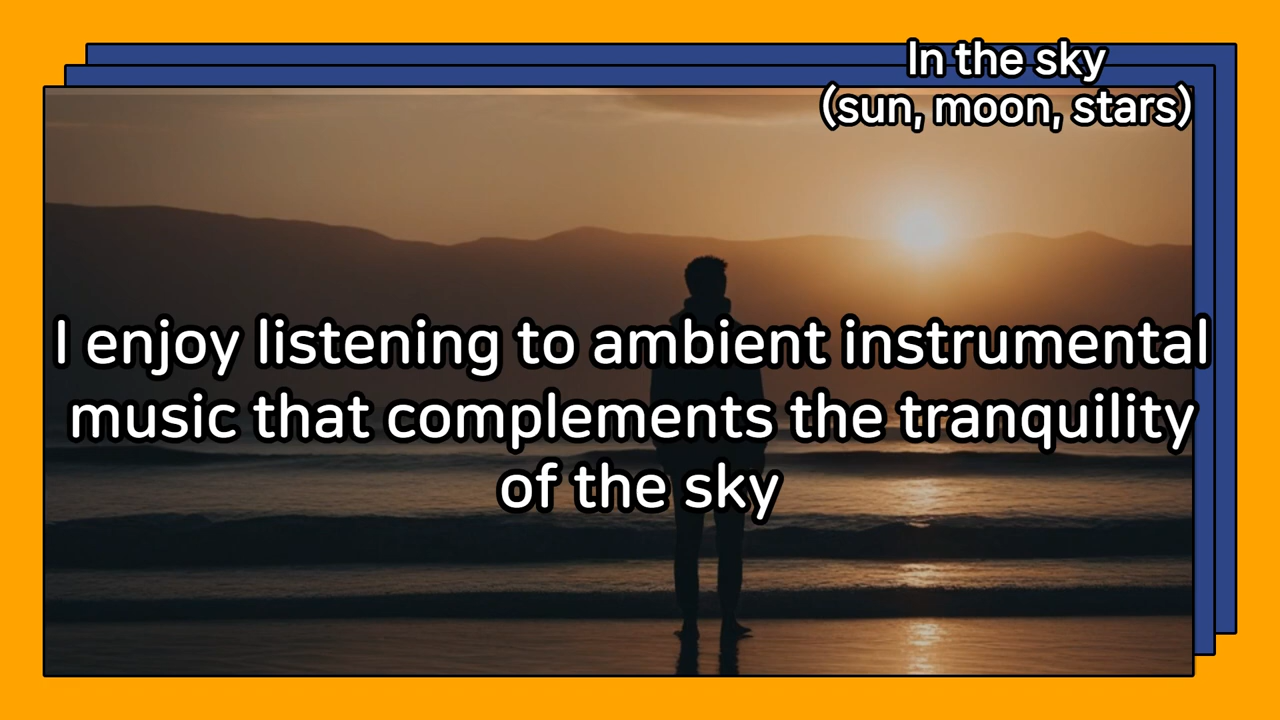 In the sky
(sun, moon, stars)
I enjoy listening to ambient instrumental
music that complements the tranquility
of the sky